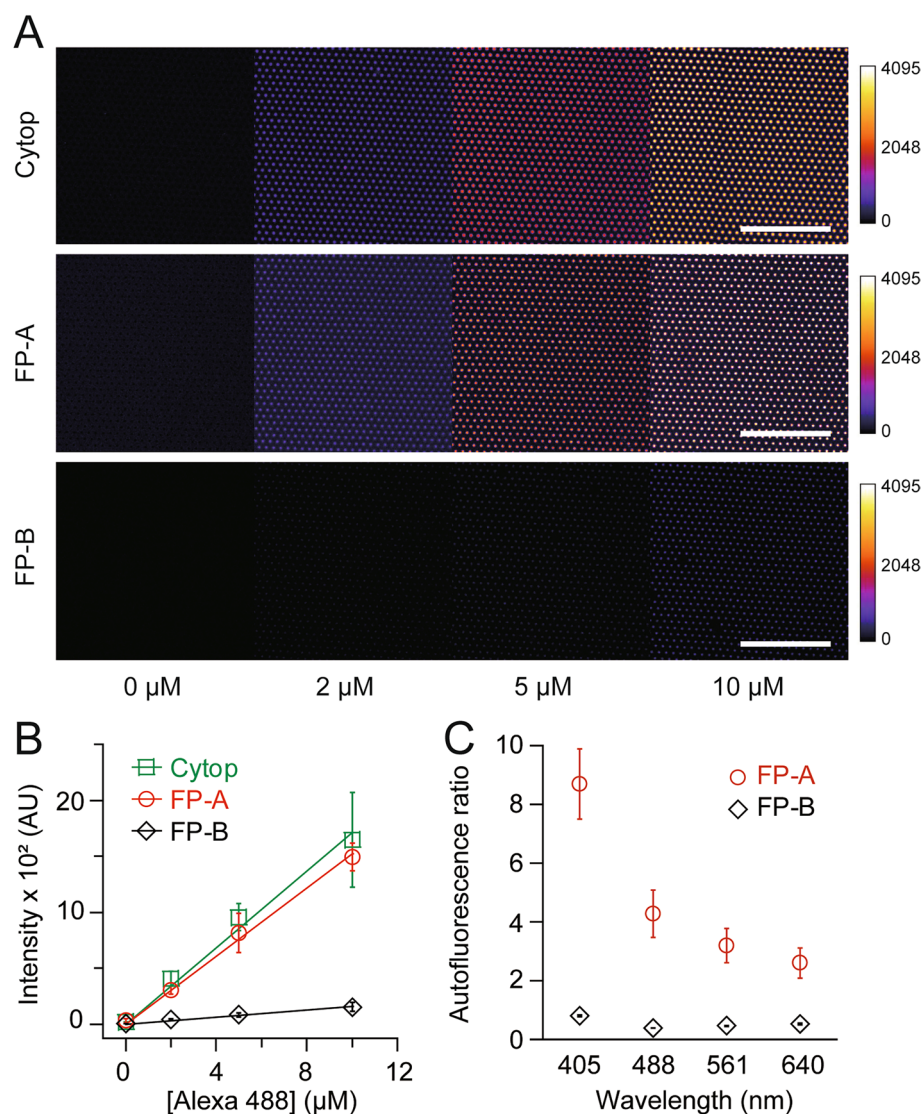 A
Cytop
4095
2048
0
FP-A
4095
2048
0
FP-B
4095
2048
0
0 µM 2 µM 5 µM 10 µM
B
Cytop
FP-A
FP-B
Intensity x 10² (AU)
20
10
0
0 4 8 12
[Alexa 488] (µM)
C
FP-A
FP-B
Autofluorescence ratio
10
8
6
4
2
0
405 488 561 640
Wavelength (nm)